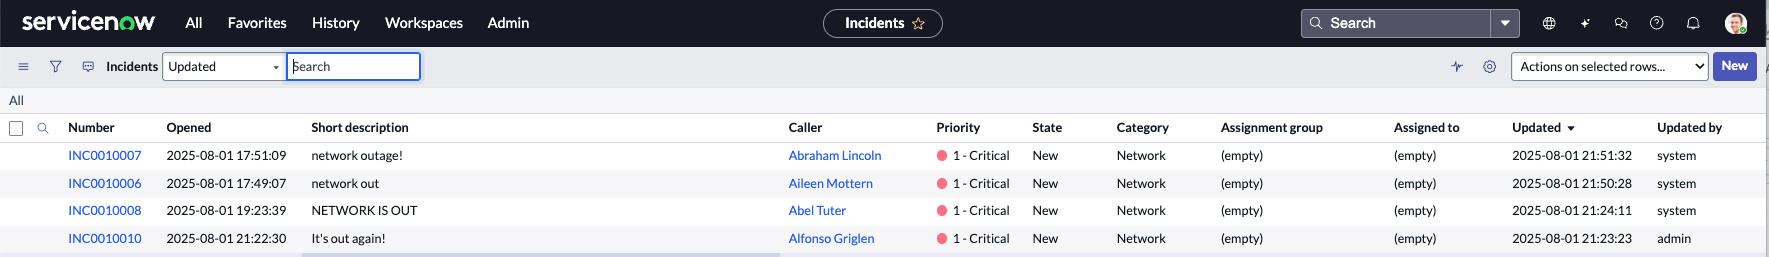 servicenow All Favorites History Workspaces Admin Incidents Search
Incidents Updated Search Actions on selected rows... New
All
Number Opened Short description Caller Priority State Category Assignment group Assigned to Updated Updated by
INC0010007 2025-08-01 17:51:09 network outage! Abraham Lincoln 1 - Critical New Network (empty) (empty) 2025-08-01 21:51:32 system
INC0010006 2025-08-01 17:49:07 network out Aileen Mottern 1 - Critical New Network (empty) (empty) 2025-08-01 21:50:28 system
INC0010008 2025-08-01 19:23:39 NETWORK IS OUT Abel Tuter 1 - Critical New Network (empty) (empty) 2025-08-01 21:24:11 system
INC0010010 2025-08-01 21:22:30 It's out again! Alfonso Griglen 1 - Critical New Network (empty) (empty) 2025-08-01 21:23:23 admin